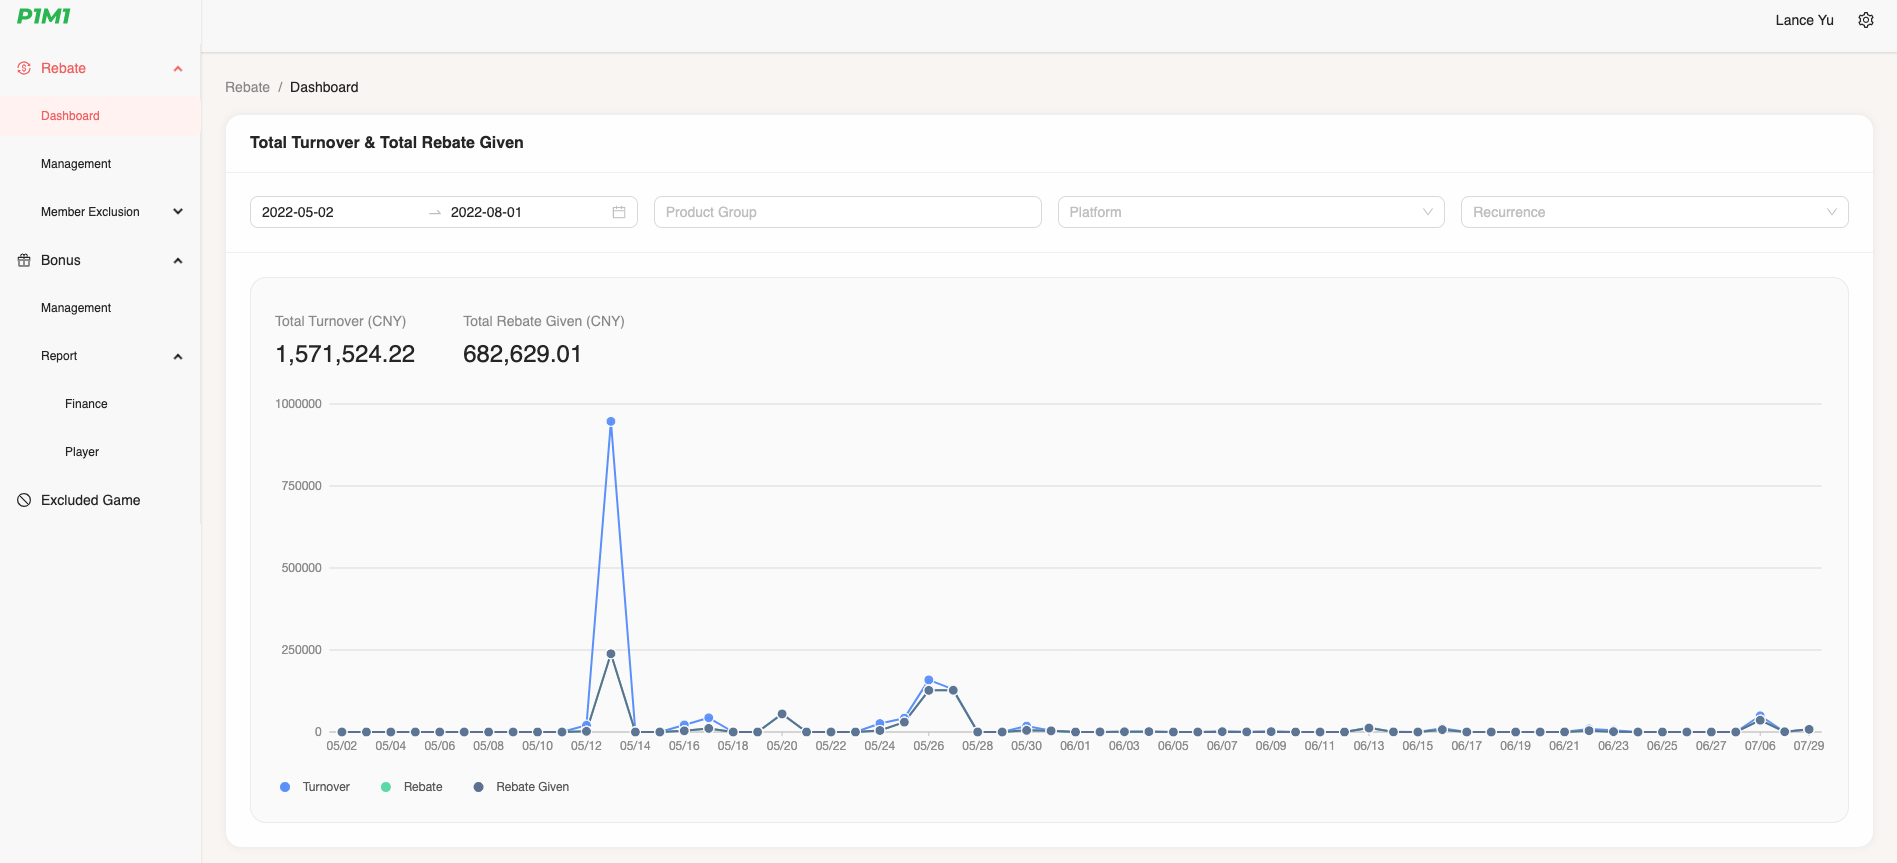 P1M1
Lance Yu
Rebate
Dashboard
Management
Member Exclusion
Bonus
Management
Report
Finance
Player
Excluded Game
Rebate / Dashboard
Total Turnover & Total Rebate Given
2022-05-02 → 2022-08-01
Product Group
Platform
Recurrence
Total Turnover (CNY)
1,571,524.22
Total Rebate Given (CNY)
682,629.01
1000000
750000
500000
250000
0
05/02 05/04 05/06 05/08 05/10 05/12 05/14 05/16 05/18 05/20 05/22 05/24 05/26 05/28 05/30 06/01 06/03 06/05 06/07 06/09 06/11 06/13 06/15 06/17 06/19 06/21 06/23 06/25 06/27 07/06 07/29
Turnover Rebate Rebate Given